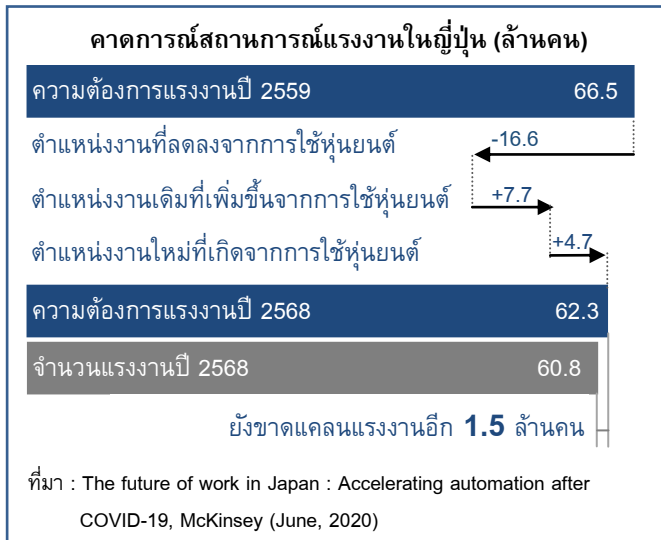 คาดการณ์สถานการณ์แรงงานในญี่ปุ่น (ล้านคน)
ความต้องการแรงงานปี 2559 66.5
ตำแหน่งงานที่ลดลงจากการใช้หุ่นยนต์ -16.6
ตำแหน่งงานเดิมที่เพิ่มขึ้นจากการใช้หุ่นยนต์ +7.7
ตำแหน่งงานใหม่ที่เกิดจากการใช้หุ่นยนต์ +4.7
ความต้องการแรงงานปี 2568 62.3
จำนวนแรงงานปี 2568 60.8
ยังขาดแคลนแรงงานอีก 1.5 ล้านคน
ที่มา : The future of work in Japan : Accelerating automation after
COVID-19, McKinsey (June, 2020)